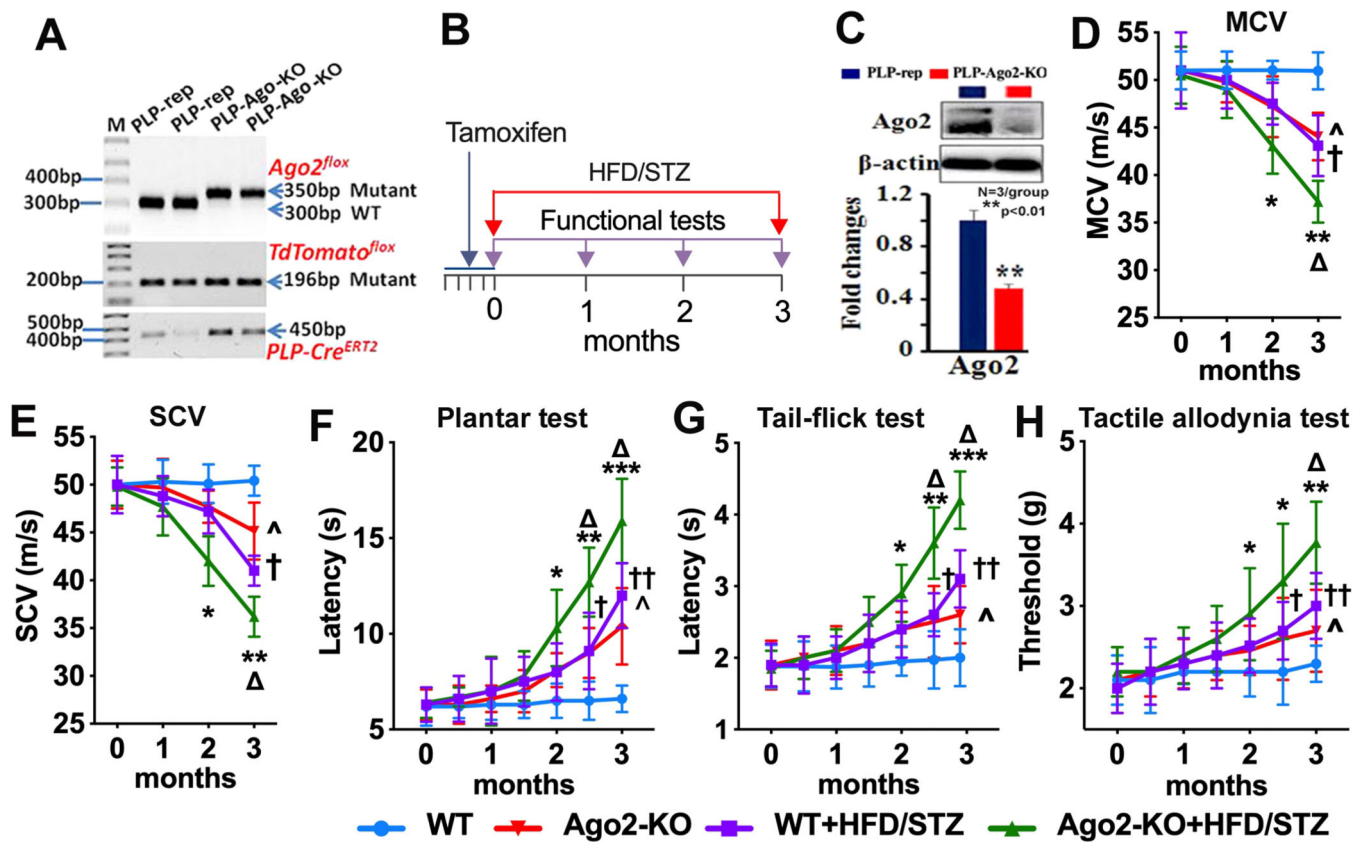 A
M PLP-rep PLP-rep PLP-Ago-KO PLP-Ago-KO
Ago2flox
400bp
350bp Mutant
300bp
300bp WT
TdTomatoflox
200bp
196bp Mutant
500bp
450bp
400bp
PLP-CreERT2
B
Tamoxifen
HFD/STZ
Functional tests
0 1 2 3
months
C
PLP-rep PLP-Ago2-KO
Ago2
β-actin
N=3/group
** p<0.01
Fold changes
1.2
0.8
0.4
0
**
Ago2
D
MCV
MCV (m/s)
55
50
45
40
35
30
25
^
†
*
**
Δ
0 1 2 3
months
E
SCV
SCV (m/s)
55
50
45
40
35
30
25
^
†
*
**
Δ
0 1 2 3
months
F
Plantar test
Latency (s)
20
15
10
5
Δ
***
Δ
**
*
††
†
^
0 1 2 3
months
G
Tail-flick test
Latency (s)
5
4
3
2
1
Δ
***
Δ
**
*
†
††
^
0 1 2 3
months
H
Tactile allodynia test
Threshold (g)
5
4
3
2
Δ
**
*
*
†
††
^
0 1 2 3
months
WT Ago2-KO WT+HFD/STZ Ago2-KO+HFD/STZ